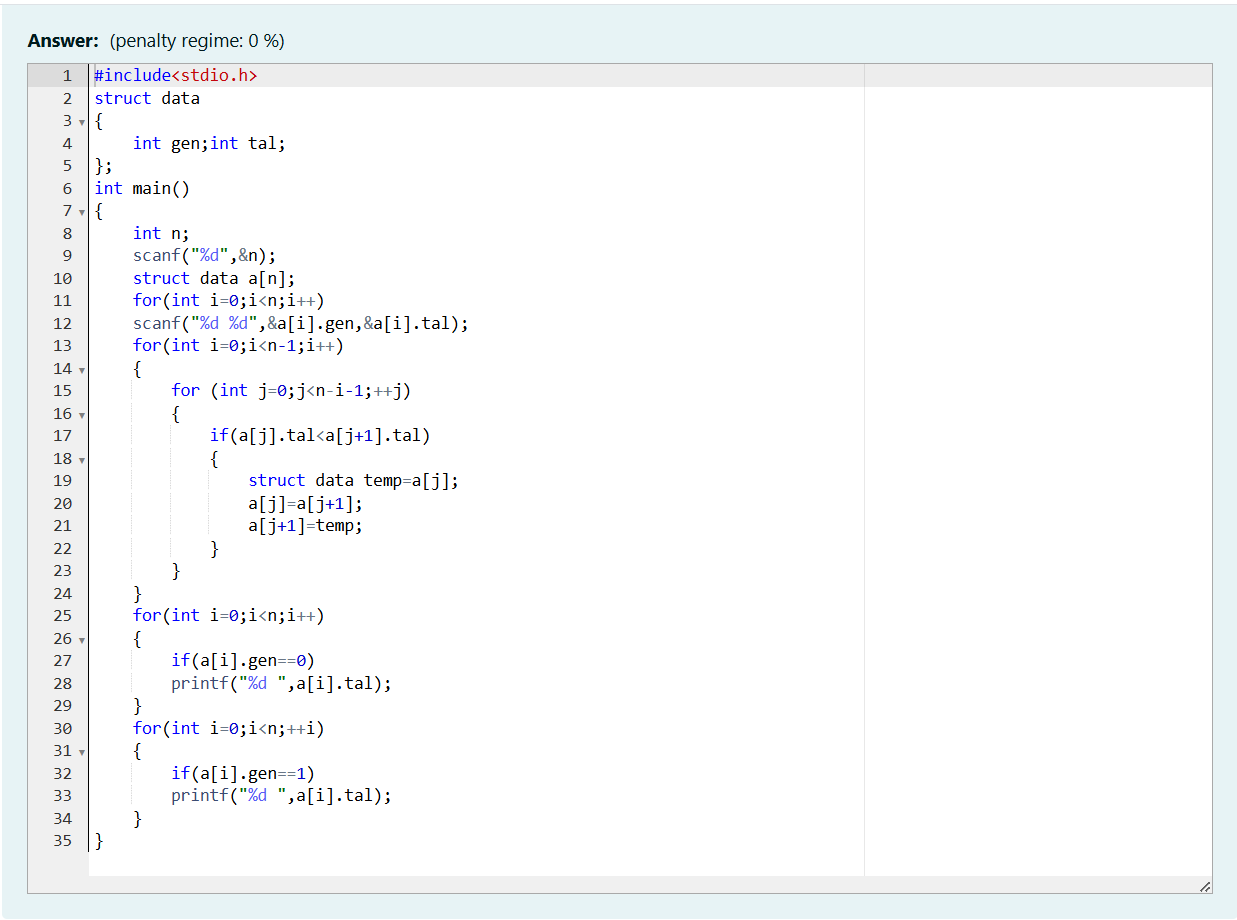 Answer: (penalty regime: 0 %)
1 #include<stdio.h>
2 struct data
3 {
4     int gen;int tal;
5 };
6 int main()
7 {
8     int n;
9     scanf("%d",&n);
10     struct data a[n];
11     for(int i=0;i<n;i++)
12     scanf("%d %d",&a[i].gen,&a[i].tal);
13     for(int i=0;i<n-1;i++)
14     {
15         for (int j=0;j<n-i-1;++j)
16         {
17             if(a[j].tal<a[j+1].tal)
18             {
19                 struct data temp=a[j];
20                 a[j]=a[j+1];
21                 a[j+1]=temp;
22             }
23         }
24     }
25     for(int i=0;i<n;i++)
26     {
27         if(a[i].gen==0)
28         printf("%d ",a[i].tal);
29     }
30     for(int i=0;i<n;++i)
31     {
32         if(a[i].gen==1)
33         printf("%d ",a[i].tal);
34     }
35 }